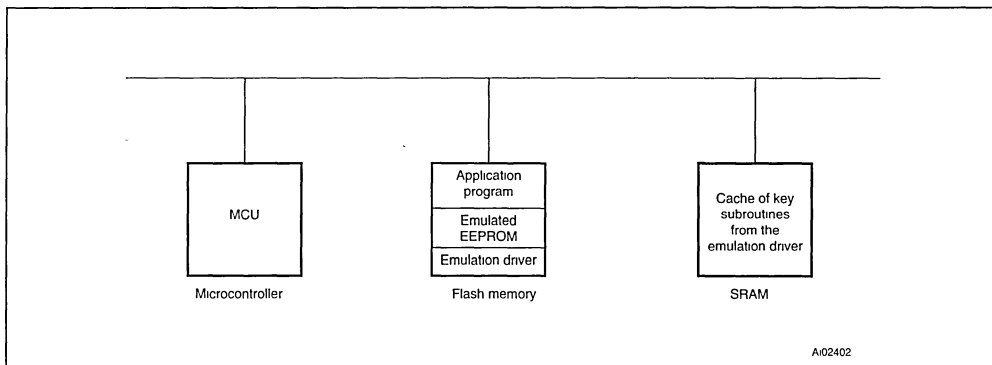 MCU
Microcontroller
Application
program
Emulated
EEPROM
Emulation driver
Flash memory
Cache of key
subroutines
from the
emulation driver
SRAM
AI02402